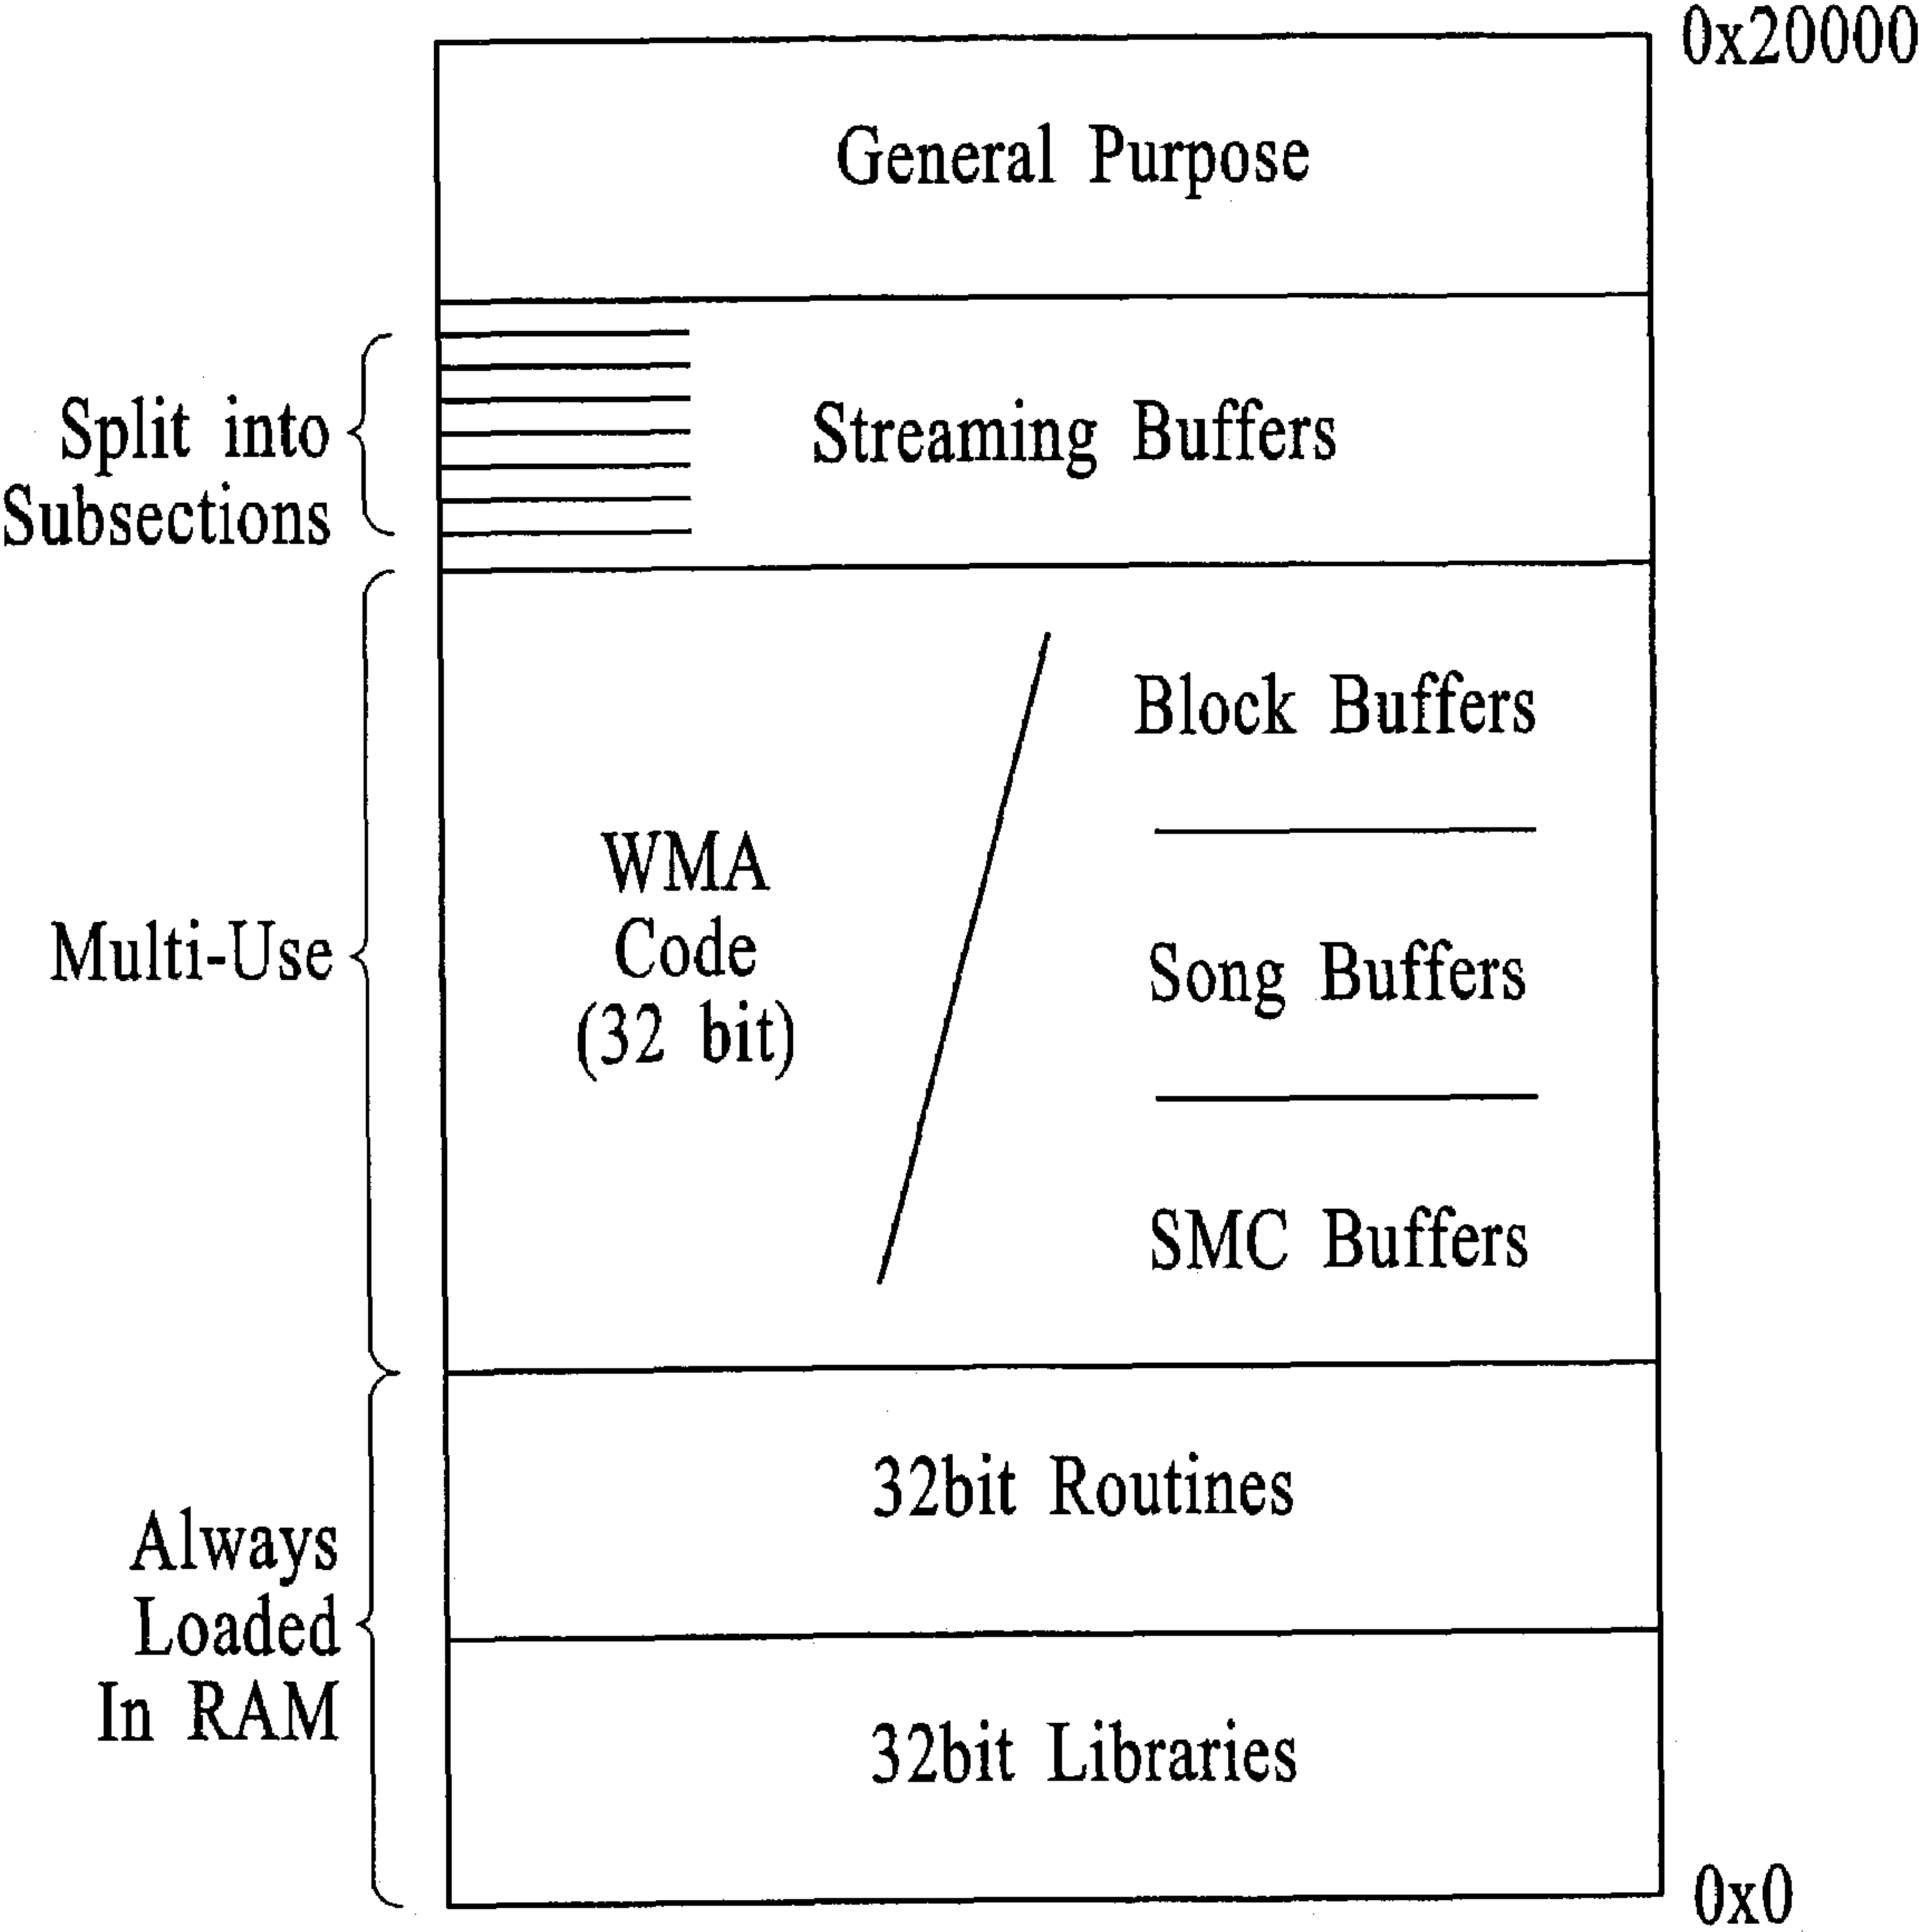 0x20000
General Purpose
Split into
Subsections
Streaming Buffers
Multi-Use
WMA
Code
(32 bit)
Block Buffers
Song Buffers
SMC Buffers
Always
Loaded
In RAM
32bit Routines
32bit Libraries
0x0